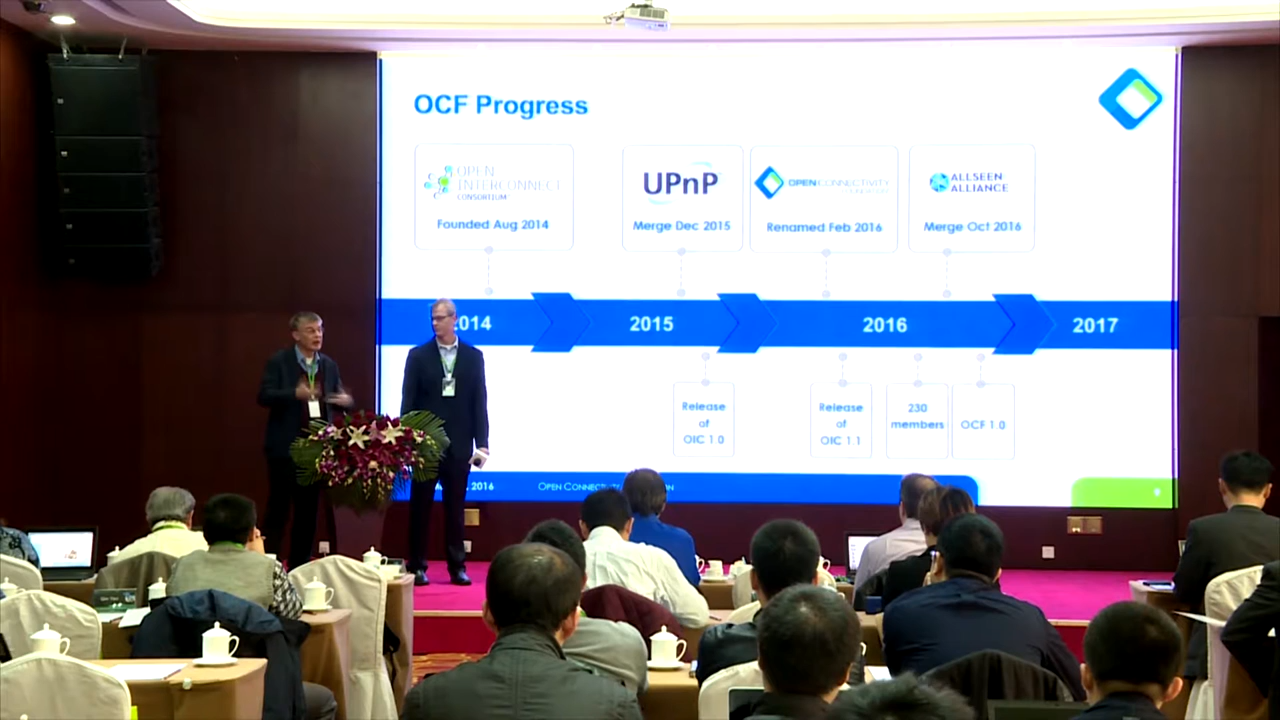 OCF Progress
OPEN
INTERCONNECT
CONSORTIUM
Founded Aug 2014
UPnP
Merge Dec 2015
OPEN CONNECTIVITY
Renamed Feb 2016
ALLSEEN
ALLIANCE
Merge Oct 2016
014
2015
2016
2017
Release
of
OIC 1.0
Release
of
OIC 1.1
230
members
OCF 1.0
2016
OPEN